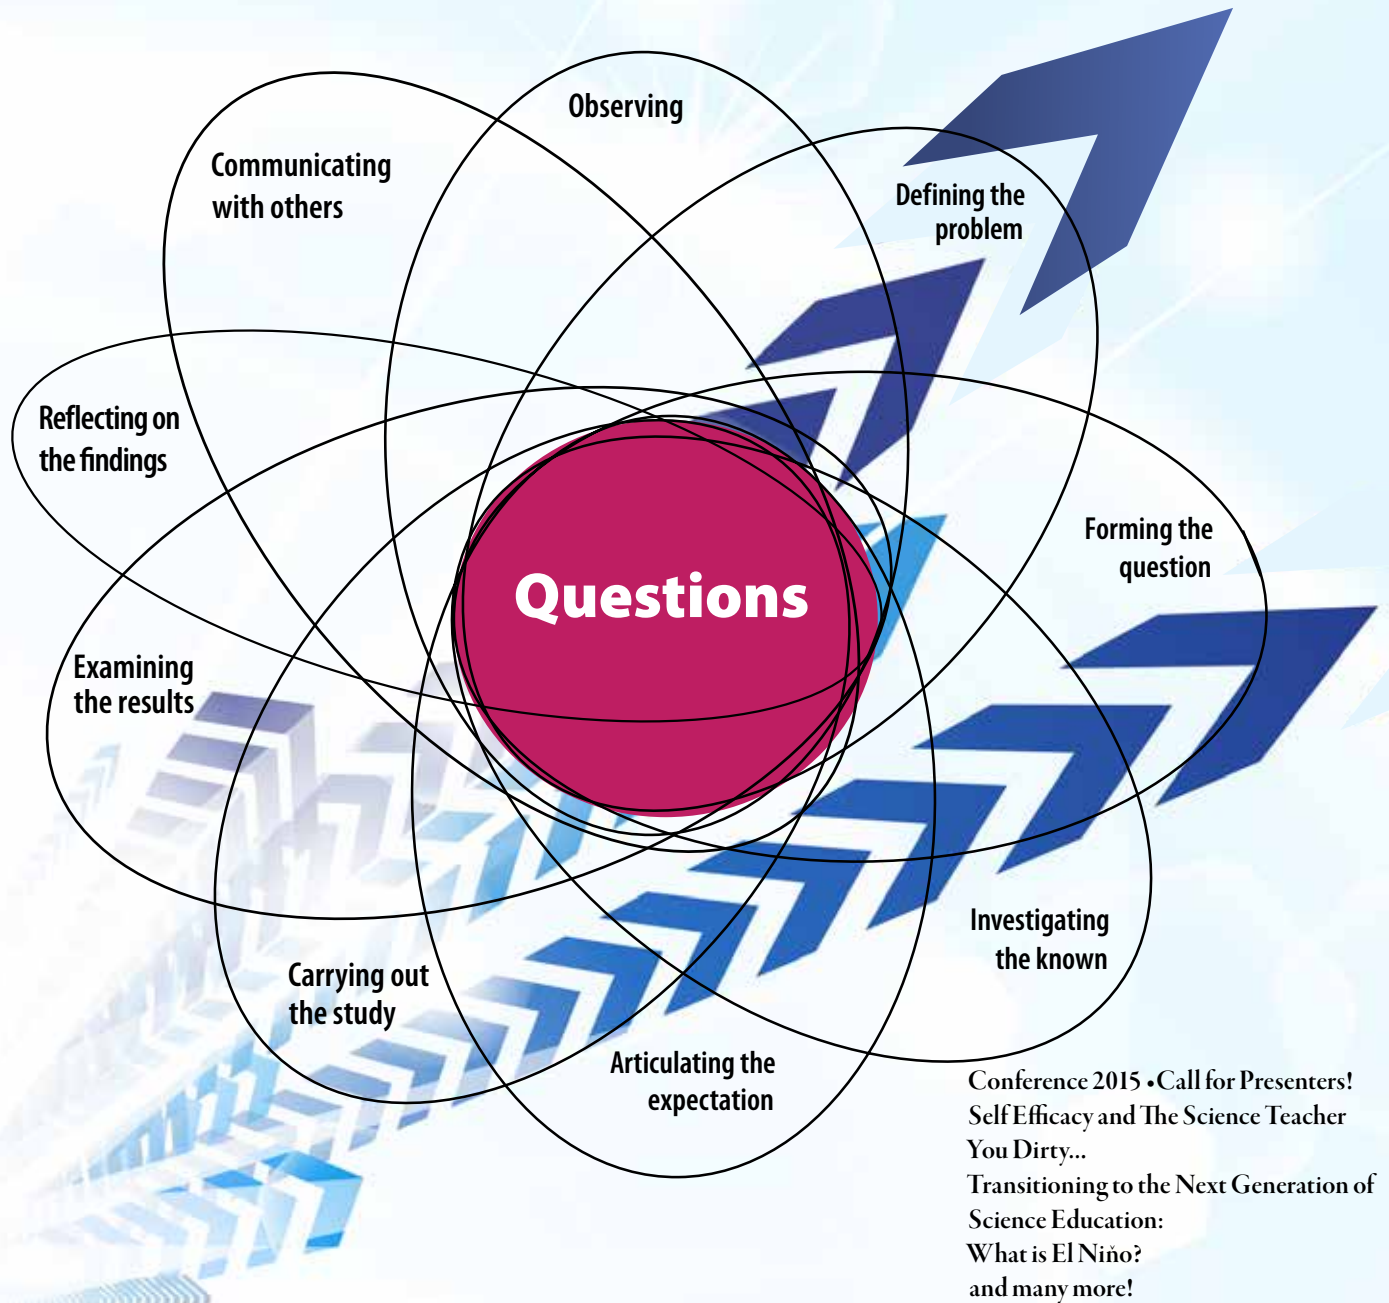 Observing
Communicating
with others
Defining the
problem
Reflecting on
the findings
Forming the
question
Questions
Examining
the results
Investigating
the known
Carrying out
the study
Articulating the
expectation
Conference 2015 • Call for Presenters!
Self Efficacy and The Science Teacher
You Dirty...
Transitioning to the Next Generation of
Science Education:
What is El Niňo?
and many more!